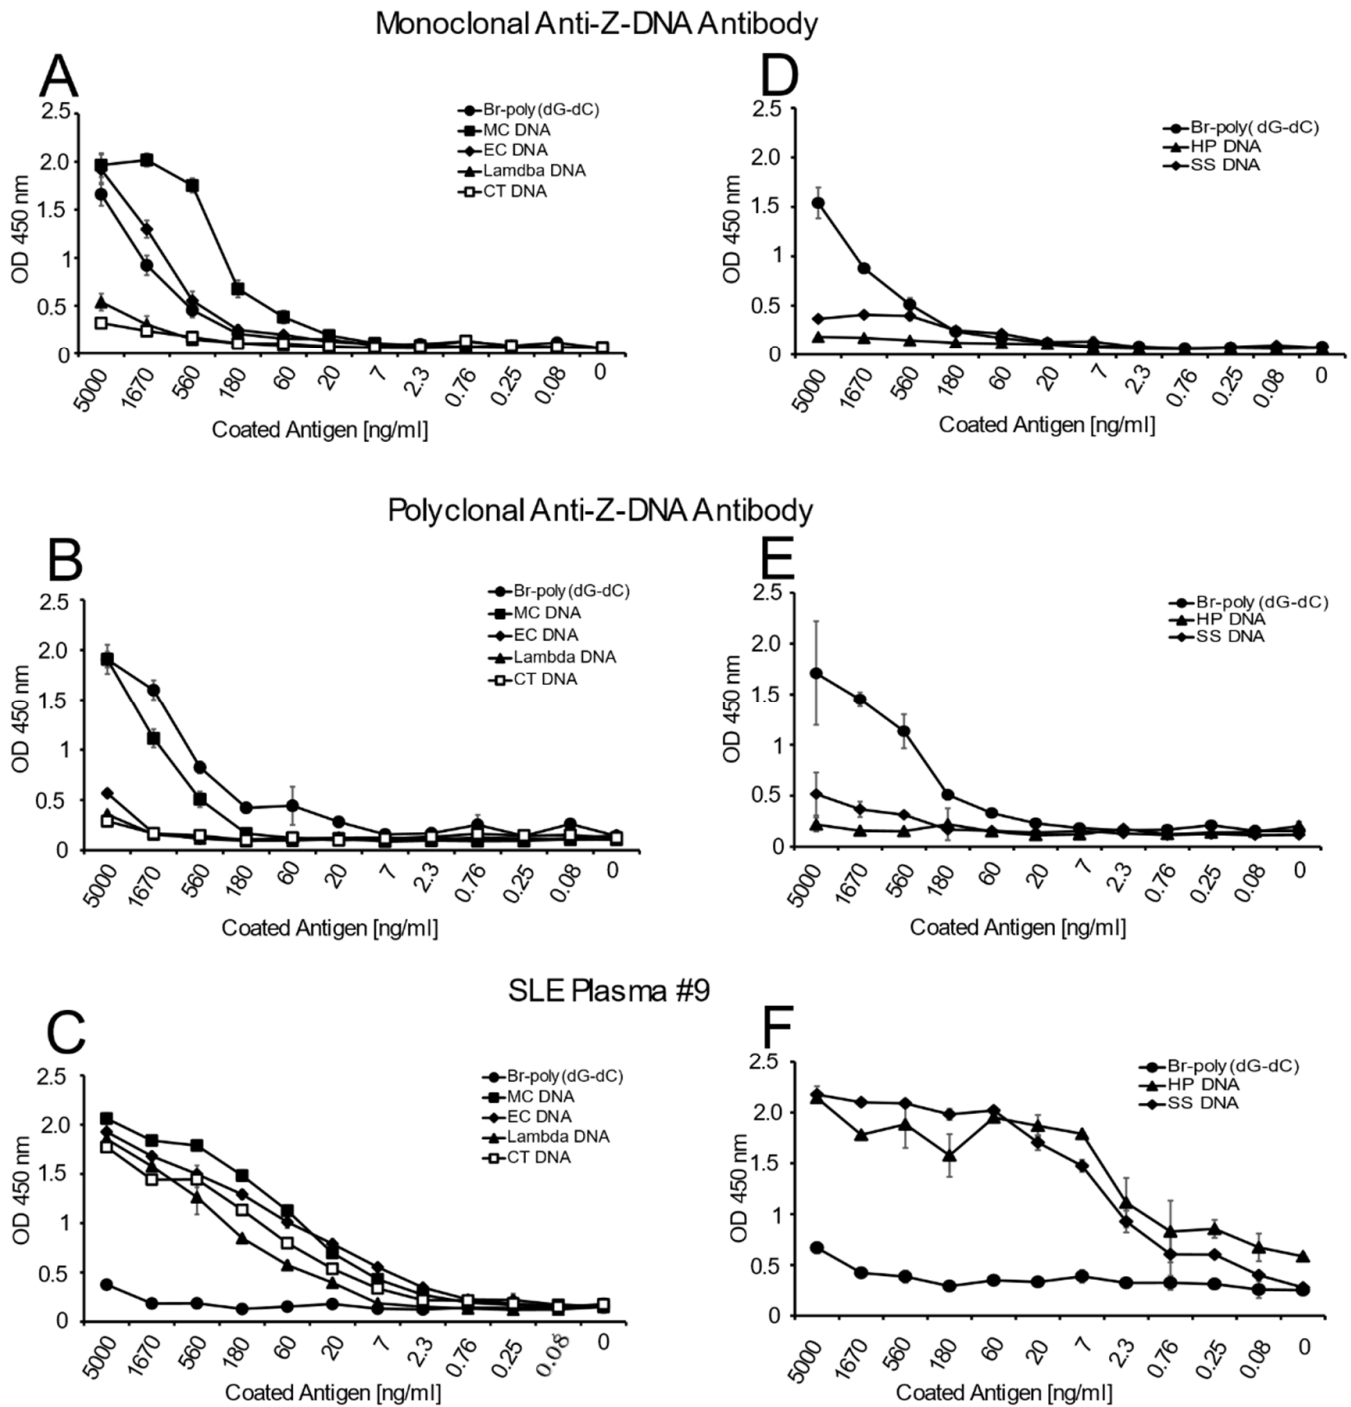 Monoclonal Anti-Z-DNA Antibody
A
2.5
2.0
1.5
1
0.5
0
OD 450 nm
Br-poly(dG-dC)
MC DNA
EC DNA
Lamdba DNA
CT DNA
5000 1670 560 180 60 20 7 2.3 0.76 0.25 0.08 0
Coated Antigen [ng/ml]
D
2.5
2.0
1.5
1
0.5
0
OD 450 nm
Br-poly( dG-dC)
HP DNA
SS DNA
5000 1670 560 180 60 20 7 2.3 0.76 0.25 0.08 0
Coated Antigen [ng/ml]
Polyclonal Anti-Z-DNA Antibody
B
2.5
2.0
1.5
1
0.5
0
OD 450 nm
Br-poly(dG-dC)
MC DNA
EC DNA
Lambda DNA
CT DNA
5000 1670 560 180 60 20 7 2.3 0.76 0.25 0.08 0
Coated Antigen [ng/ml]
E
2.5
2.0
1.5
1
0.5
0
OD 450 nm
Br-poly(dG-dC)
HP DNA
SS DNA
5000 1670 560 180 60 20 7 2.3 0.76 0.25 0.08 0
Coated Antigen [ng/ml]
SLE Plasma #9
C
2.5
2.0
1.5
1
0.5
0
OD 450 nm
Br-poly(dG-dC)
MC DNA
EC DNA
Lambda DNA
CT DNA
5000 1670 560 180 60 20 7 2.3 0.76 0.25 0.08 0
Coated Antigen [ng/ml]
F
2.5
2.0
1.5
1
0.5
0
OD 450 nm
Br-poly(dG-dC)
HP DNA
SS DNA
5000 1670 560 180 60 20 7 2.3 0.76 0.25 0.08 0
Coated Antigen [ng/ml]